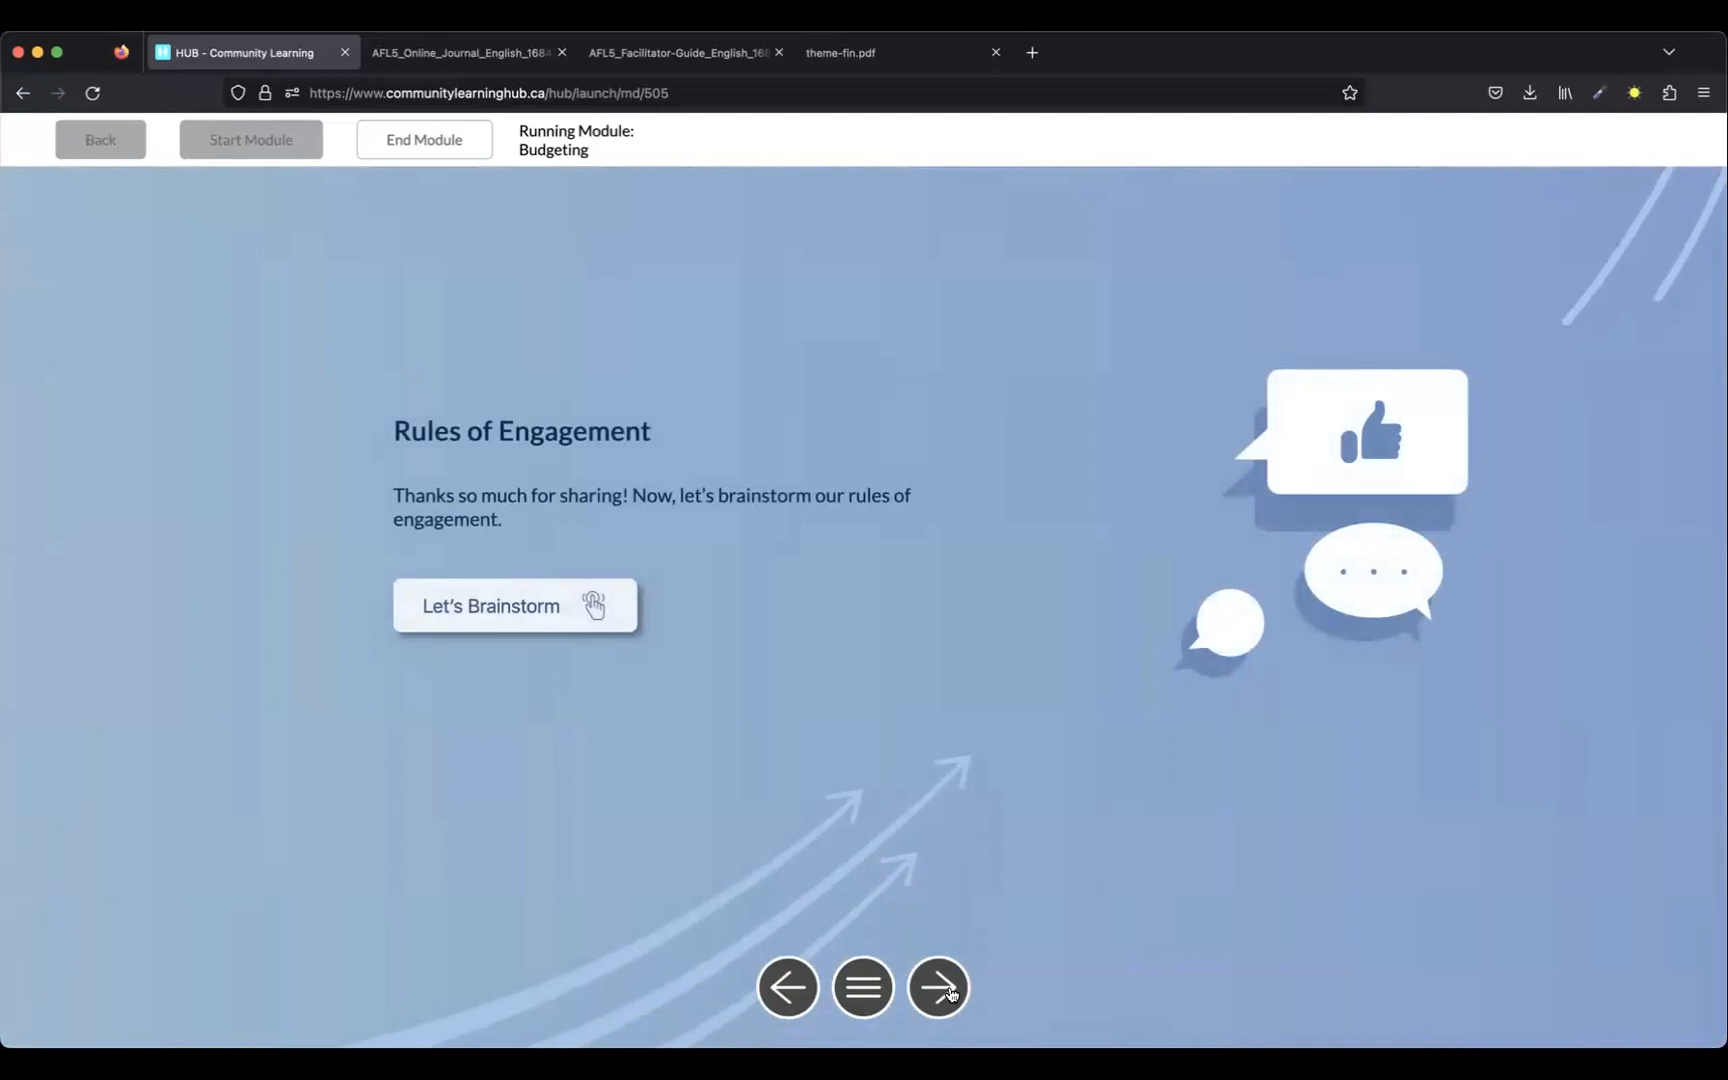 HUB - Community Learning
AFL5_Online_Journal_English_1684
AFL5_Facilitator-Guide_English_168
theme-fin.pdf
https://www.communitylearninghub.ca/hub/launch/md/505
Back
Start Module
End Module
Running Module:
Budgeting
Rules of Engagement
Thanks so much for sharing! Now, let's brainstorm our rules of
engagement.
Let's Brainstorm